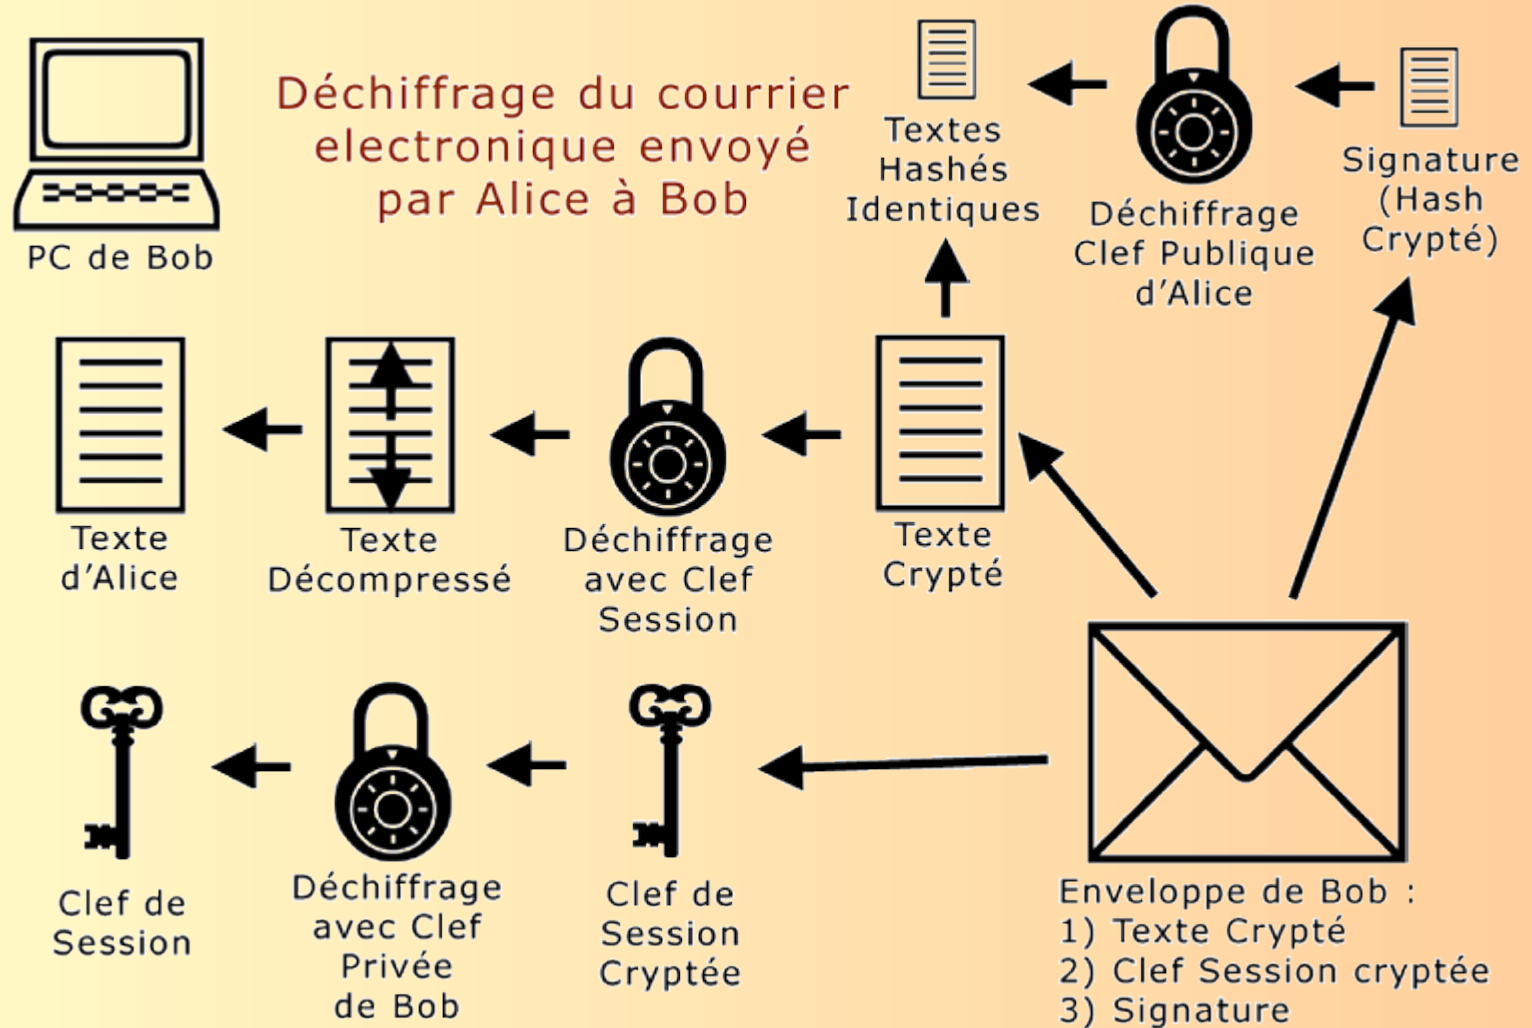 Déchiffrage du courrier
electronique envoyé
par Alice à Bob
PC de Bob
Textes
Hashés
Identiques
Déchiffrage
Clef Publique
d'Alice
Signature
(Hash
Crypté)
Texte
d'Alice
Texte
Décompressé
Déchiffrage
avec Clef
Session
Texte
Crypté
Clef de
Session
Déchiffrage
avec Clef
Privée
de Bob
Clef de
Session
Cryptée
Enveloppe de Bob :
1) Texte Crypté
2) Clef Session cryptée
3) Signature